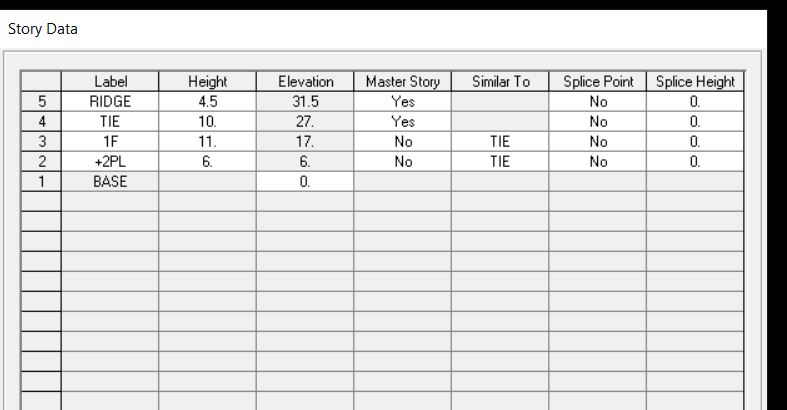 Story Data
Label Height Elevation Master Story Similar To Splice Point Splice Height
5 RIDGE 4.5 31.5 Yes No 0.
4 TIE 10. 27. Yes No 0.
3 1F 11. 17. No TIE No 0.
2 +2PL 6. 6. No TIE No 0.
1 BASE 0.